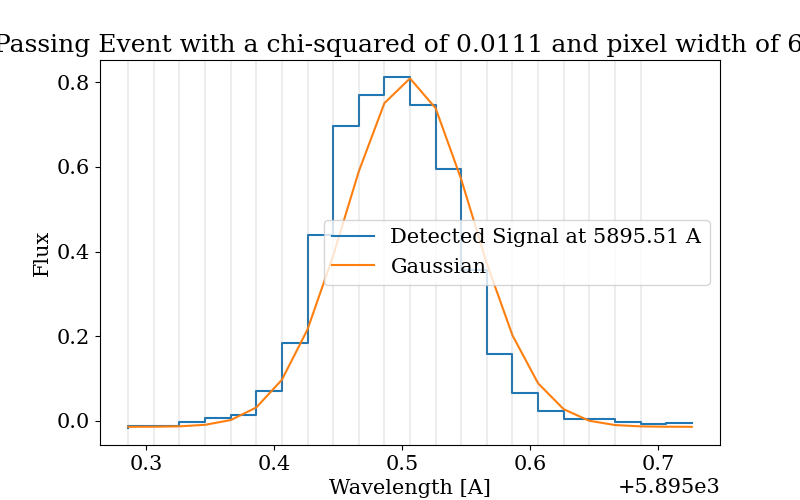 Passing Event with a chi-squared of 0.0111 and pixel width of 6
0.8
0.6
0.4
0.2
0.0
Flux
Detected Signal at 5895.51 A
Gaussian
0.3 0.4 0.5 0.6 0.7
Wavelength [A]
+5.895e3